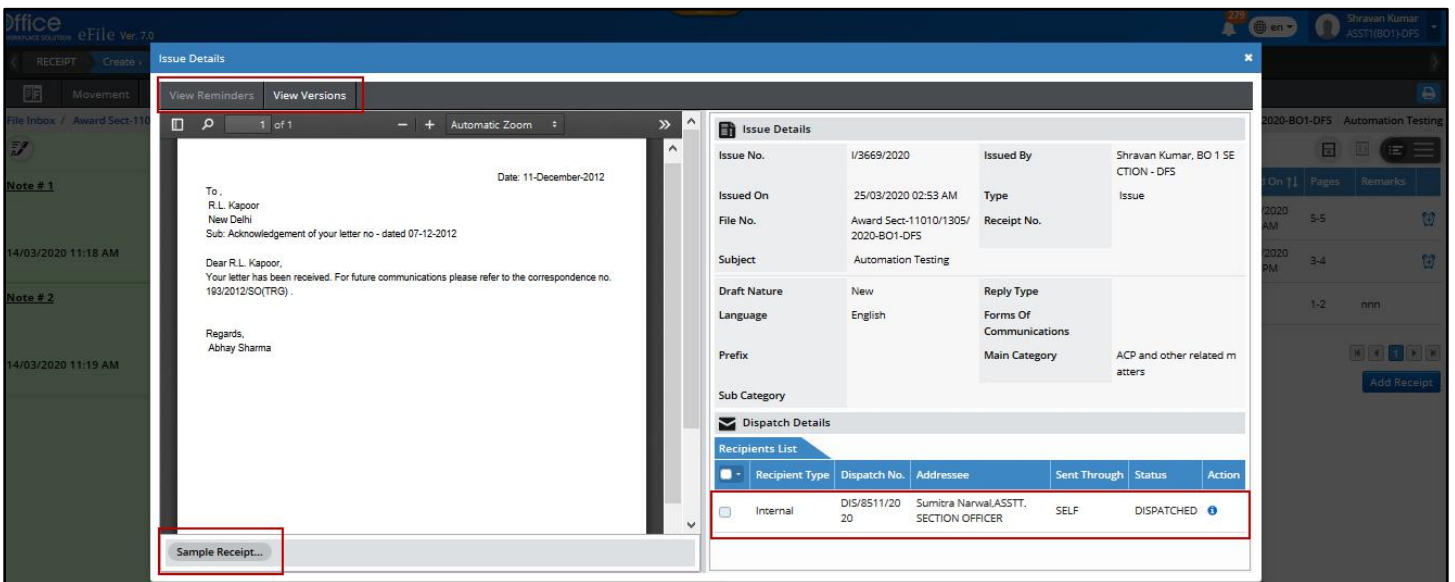 Office
eFile Ver. 7.0
279
en
Shravan Kumar
ASST1(BO1)-DFS
RECEIPT
Create
Movement
File Inbox / Award Sect-110
2020-BO1-DFS Automation Testing
Note # 1
14/03/2020 11:18 AM
Note # 2
14/03/2020 11:19 AM
Issue Details
View Reminders View Versions
1 of 1
Automatic Zoom
Date: 11-December-2012
To ,
R.L. Kapoor
New Delhi
Sub: Acknowledgement of your letter no - dated 07-12-2012
Dear R.L. Kapoor,
Your letter has been received. For future communications please refer to the correspondence no.
193/2012/SO(TRG) .
Regards,
Abhay Sharma
Sample Receipt...
Issue Details
Issue No. I/3669/2020 Issued By Shravan Kumar, BO 1 SE
CTION - DFS
Issued On 25/03/2020 02:53 AM Type Issue
File No. Award Sect-11010/1305/ Receipt No.
2020-BO1-DFS
Subject Automation Testing
Draft Nature New Reply Type
Language English Forms Of
Communications
Prefix Main Category ACP and other related m
atters
Sub Category
Dispatch Details
Recipients List
Recipient Type Dispatch No. Addressee Sent Through Status Action
Internal DIS/8511/20 Sumitra Narwal,ASSTT. SELF DISPATCHED
20 SECTION OFFICER
On Pages Remarks
/2020 5-5
AM
/2020 3-4
PM
1-2 nnn
1
Add Receipt